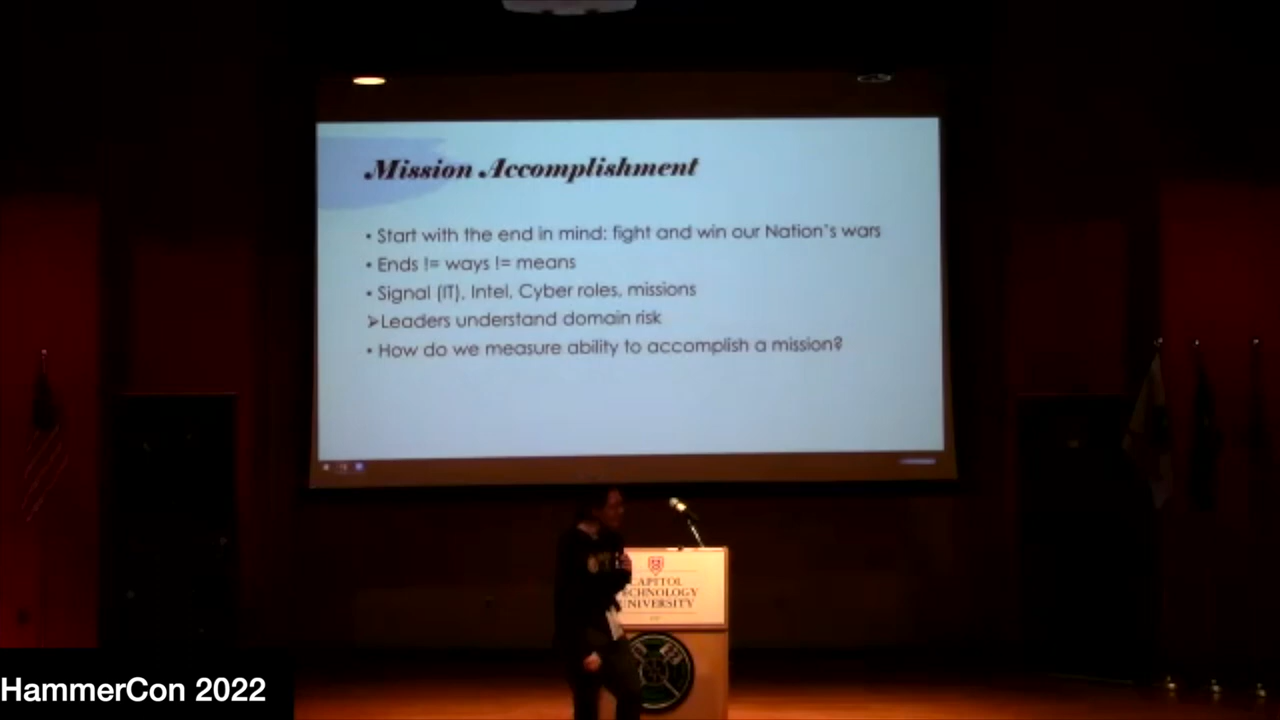 Mission Accomplishment
• Start with the end in mind: fight and win our Nation's wars
• Ends != ways != means
• Signal (IT), Intel, Cyber roles, missions
➢Leaders understand domain risk
• How do we measure ability to accomplish a mission?
CAPITOL
TECHNOLOGY
UNIVERSITY
HammerCon 2022